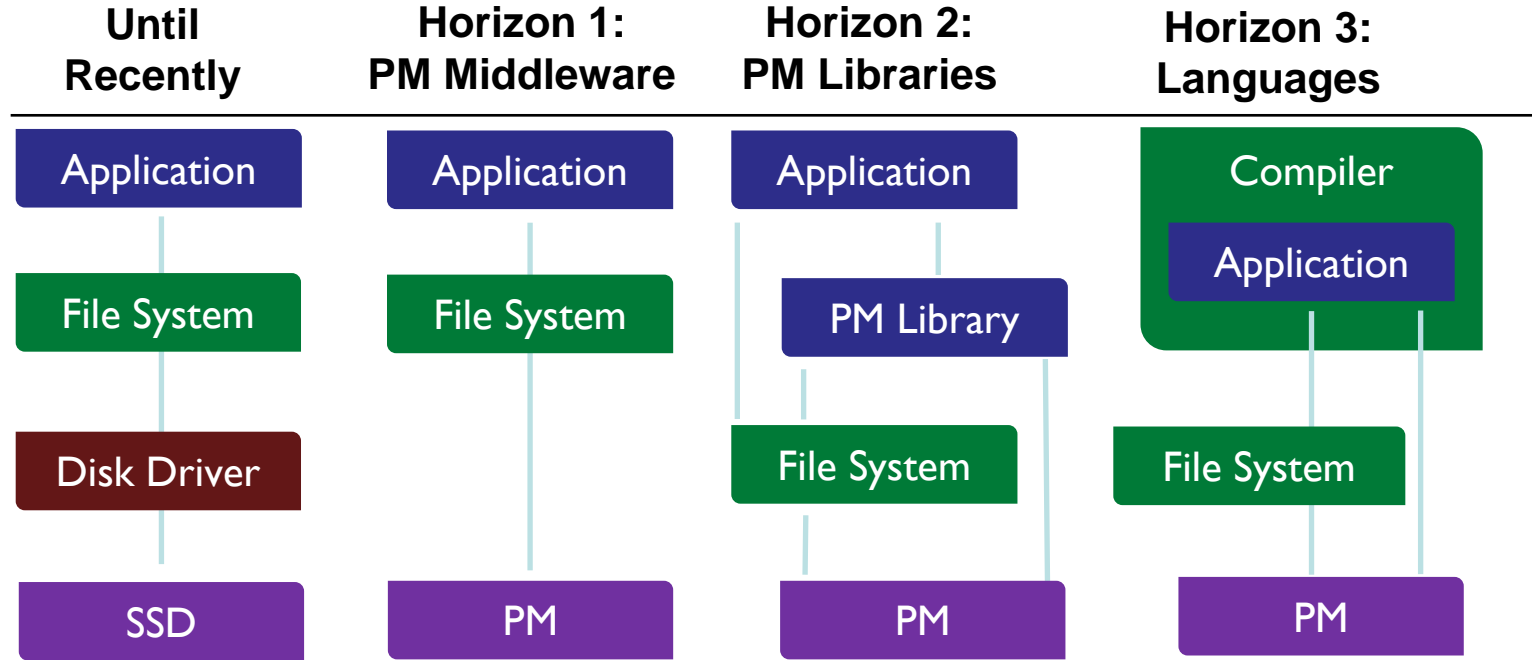 Until
Recently
Horizon 1:
PM Middleware
Horizon 2:
PM Libraries
Horizon 3:
Languages
Application
File System
Disk Driver
SSD
Application
File System
PM
Application
PM Library
File System
PM
Compiler
Application
File System
PM